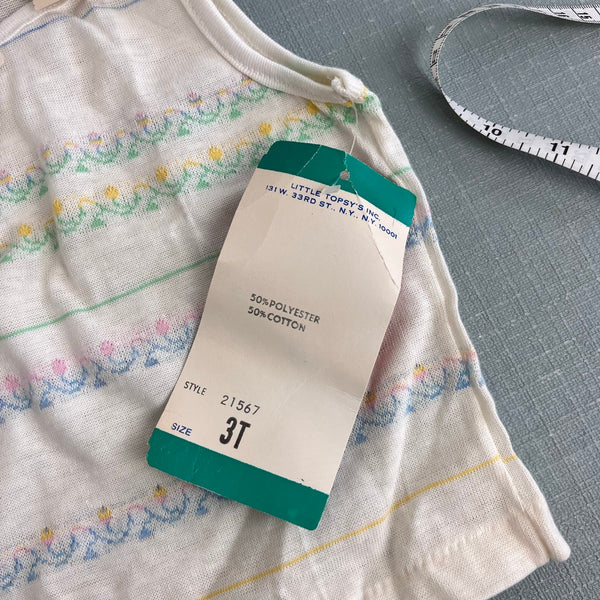 LITTLE TOPSY'S INC.
131 W. 33RD ST., N.Y., N.Y. 10001
50% POLYESTER
50% COTTON
STYLE 21567
SIZE 3T
10
11